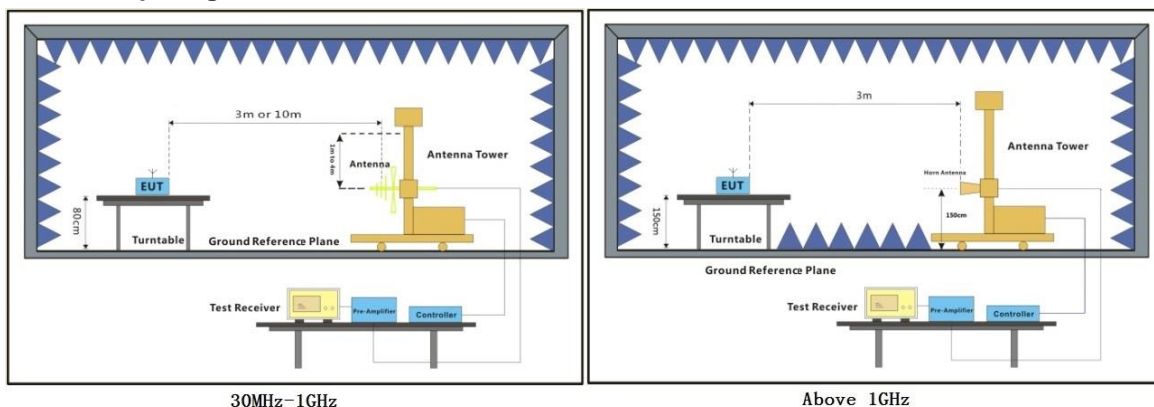 3m or 10m
1m to 4m
Antenna
Antenna Tower
EUT
80cm
Turntable
Ground Reference Plane
Test Receiver
Pre-Amplifier
Controller
30MHz-1GHz
3m
Antenna Tower
Horn Antenna
EUT
150cm
150cm
Turntable
Ground Reference Plane
Test Receiver
Pre-Amplifier
Controller
Above 1GHz